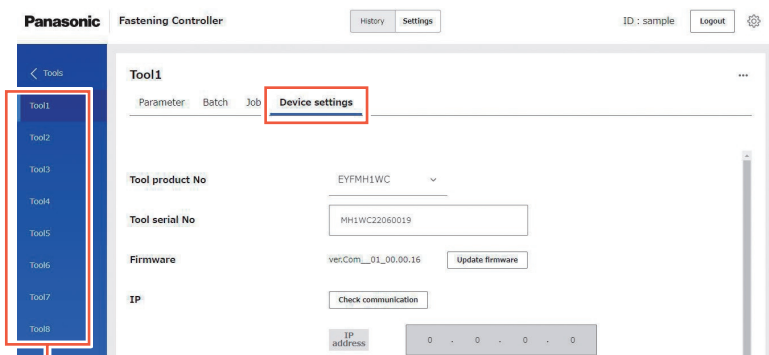 Panasonic Fastening Controller History Settings ID : sample Logout
Tools
Tool1
Tool2
Tool3
Tool4
Tool5
Tool6
Tool7
Tool8
Tool1 ...
Parameter Batch Job Device settings
Tool product No EYFMH1WC
Tool serial No MH1WC22060019
Firmware ver.Com__01_00.00.16 Update firmware
IP Check communication
IP
address 0 . 0 . 0 . 0